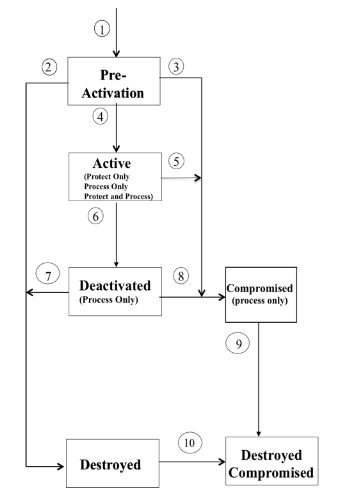 1
2
3
Pre-
Activation
4
Active
(Protect Only
Process Only
Protect and Process)
5
6
7
Deactivated
(Process Only)
8
Compromised
(process only)
9
Destroyed
10
Destroyed
Compromised